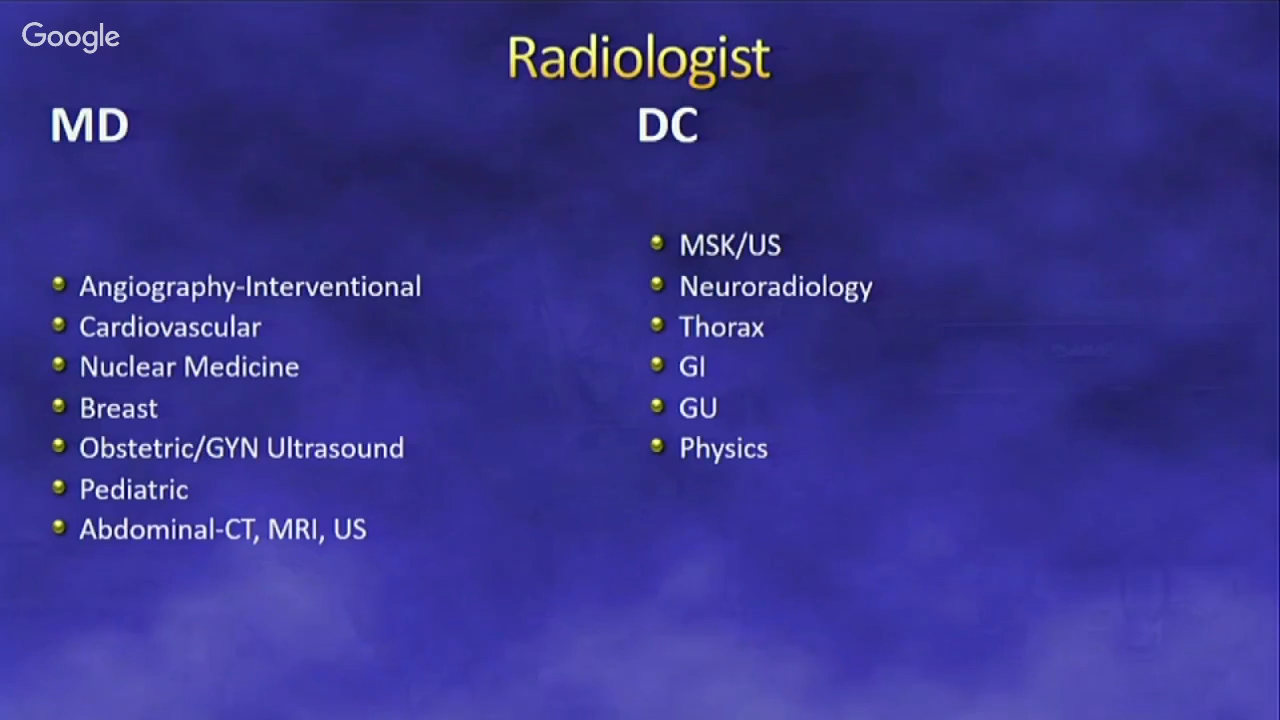 Google
Radiologist
MD
Angiography-Interventional
Cardiovascular
Nuclear Medicine
Breast
Obstetric/GYN Ultrasound
Pediatric
Abdominal-CT, MRI, US
DC
MSK/US
Neuroradiology
Thorax
GI
GU
Physics